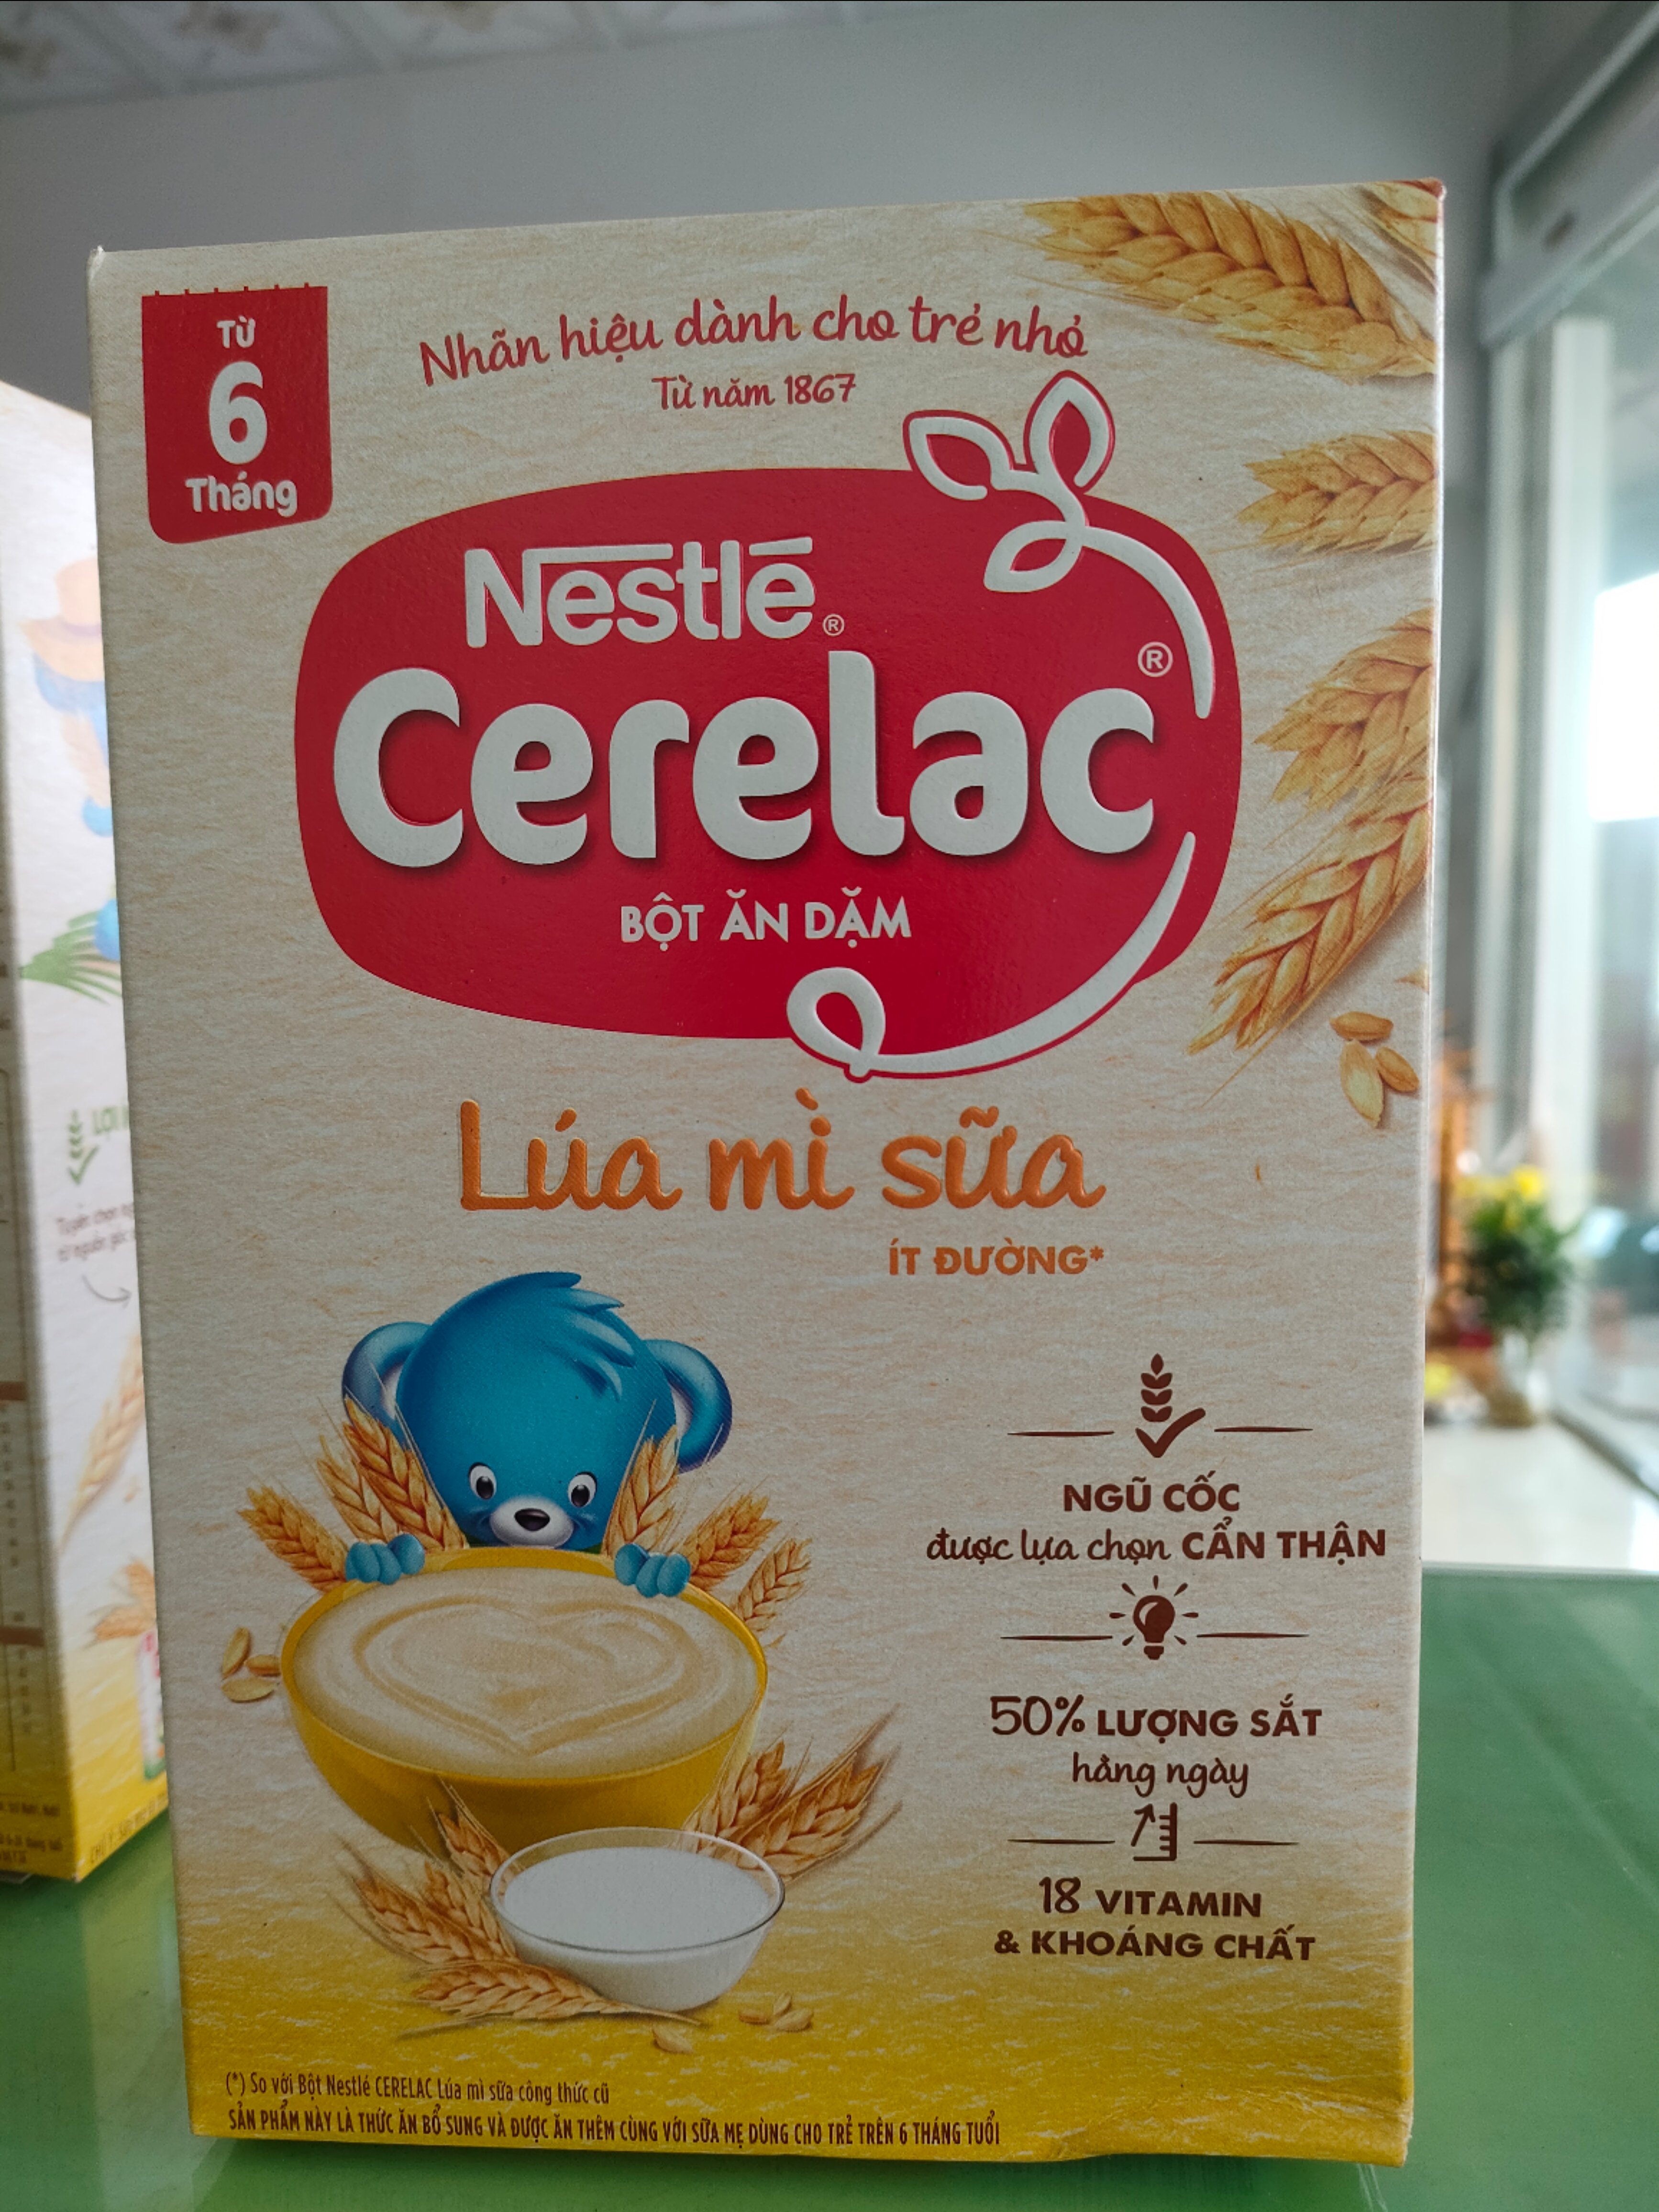 Từ
6
Tháng
Nhãn hiệu dành cho trẻ nhỏ
Từ năm 1867
Nestlé®
Cerelac®
BỘT ĂN DẶM
Lúa mì sữa
ÍT ĐƯỜNG*
NGŨ CỐC
được lựa chọn CẨN THẬN
50% LƯỢNG SẮT
hàng ngày
18 VITAMIN
& KHOÁNG CHẤT
(*) So với Bột Nestlé CERELAC Lúa mì sữa công thức cũ
SẢN PHẨM NÀY LÀ THỨC ĂN BỔ SUNG VÀ ĐƯỢC ĂN THÊM CÙNG VỚI SỮA MẸ DÙNG CHO TRẺ TRÊN 6 THÁNG TUỔI